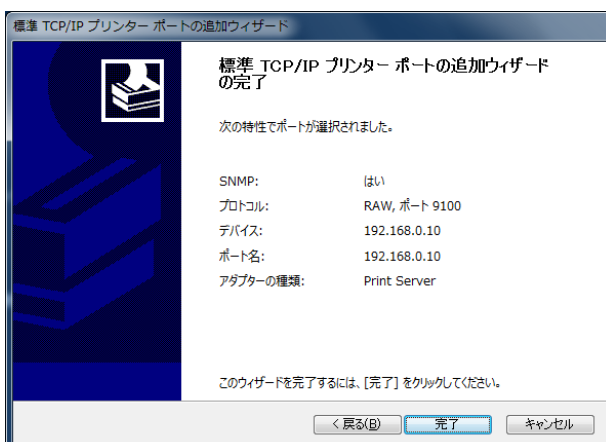 標準 TCP/IP プリンター ポートの追加ウィザード
標準 TCP/IP プリンター ポートの追加ウィザード
の完了
次の特性でポートが選択されました。
SNMP: はい
プロトコル: RAW, ポート 9100
デバイス: 192.168.0.10
ポート名: 192.168.0.10
アダプターの種類: Print Server
このウィザードを完了するには、[完了] をクリックしてください。
< 戻る(B) 完了 キャンセル